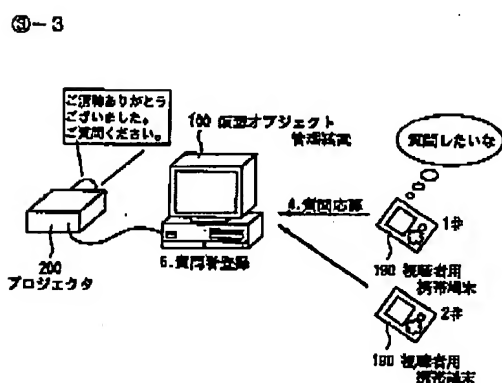 ③-3
ご清聴ありがとう
ございました。
ご質問ください。
100 仮想オブジェクト
管理装置
質問したいな
4.質問応募
1番
190 視聴者用
携帯端末
200
プロジェクタ
5.質問者登録
2番
190 視聴者用
携帯端末